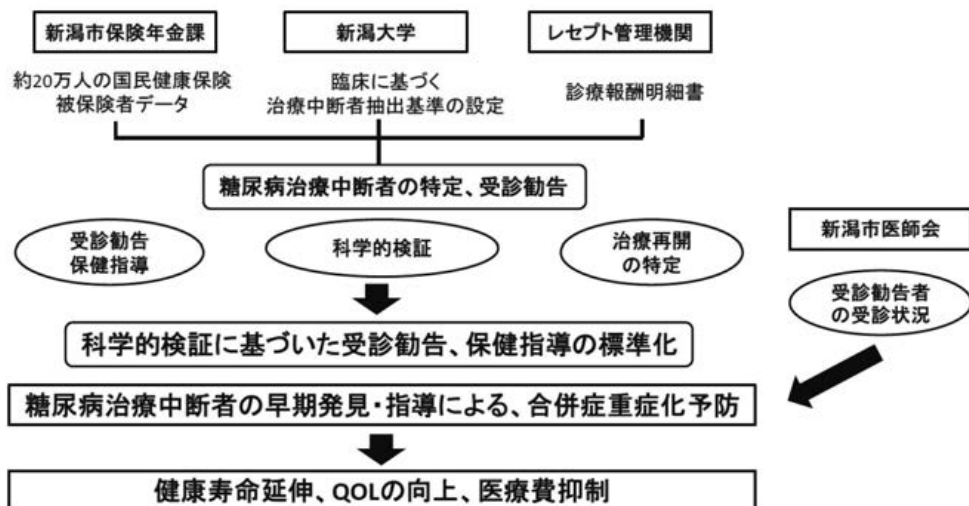 新潟市保険年金課
新潟大学
レセプト管理機関
約20万人の国民健康保険
被保険者データ
臨床に基づく
治療中断者抽出基準の設定
診療報酬明細書
糖尿病治療中断者の特定、受診勧告
受診勧告
保健指導
科学的検証
治療再開
の特定
新潟市医師会
受診勧告者
の受診状況
科学的検証に基づいた受診勧告、保健指導の標準化
糖尿病治療中断者の早期発見・指導による、合併症重症化予防
健康寿命延伸、QOLの向上、医療費抑制